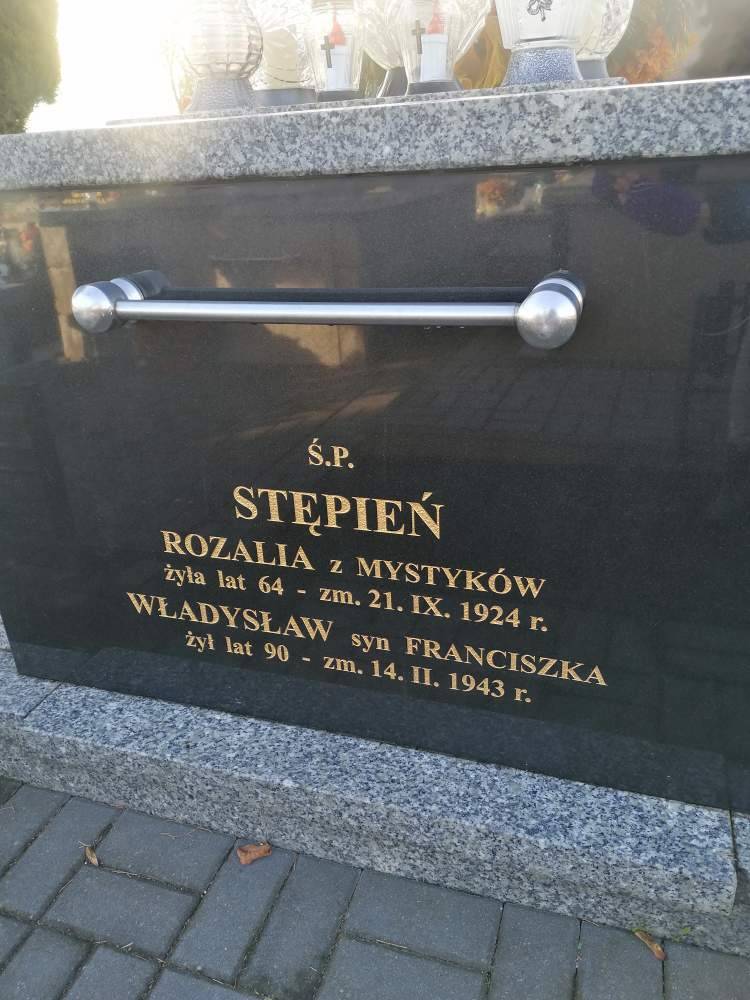 Ś.P.
STĘPIEŃ
ROZALIA z MYSTYKÓW
żyła lat 64 - zm. 21. IX. 1924 r.
WŁADYSŁAW syn FRANCISZKA
żył lat 90 - zm. 14. II. 1943 r.